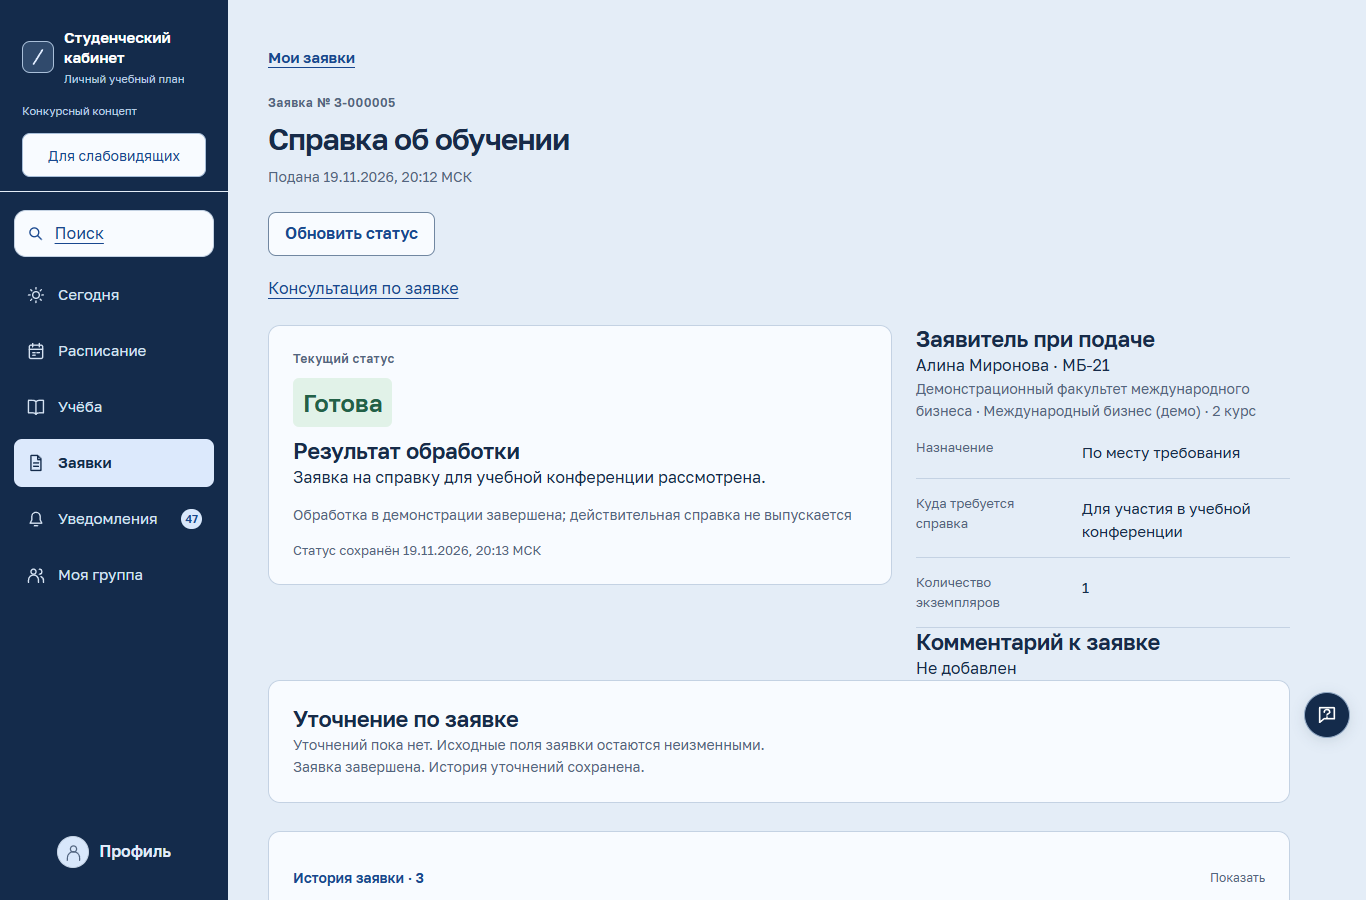 Студенческий
кабинет
Личный учебный план
Конкурсный концепт
Для слабовидящих
Поиск
Сегодня
Расписание
Учёба
Заявки
Уведомления 47
Моя группа
Профиль
Мои заявки
Заявка № З-000005
Справка об обучении
Подана 19.11.2026, 20:12 МСК
Обновить статус
Консультация по заявке
Текущий статус
Готова
Результат обработки
Заявка на справку для учебной конференции рассмотрена.
Обработка в демонстрации завершена; действительная справка не выпускается
Статус сохранён 19.11.2026, 20:13 МСК
Заявитель при подаче
Алина Миронова · МБ-21
Демонстрационный факультет международного
бизнеса · Международный бизнес (демо) · 2 курс
Назначение
По месту требования
Куда требуется
справка
Для участия в учебной
конференции
Количество
экземпляров
1
Комментарий к заявке
Не добавлен
Уточнение по заявке
Уточнений пока нет. Исходные поля заявки остаются неизменными.
Заявка завершена. История уточнений сохранена.
История заявки · 3
Показать